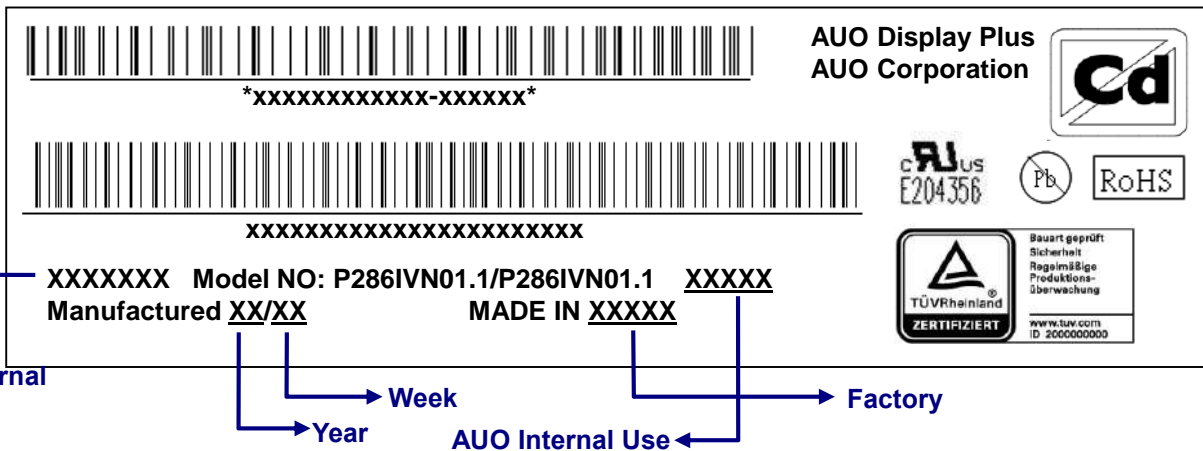 AUO Display Plus
AUO Corporation
Cd
*xxxxxxxxxxxxx-xxxxxx*
c RU US
E204356
Pb
RoHS
xxxxxxxxxxxxxxxxxxxxxxx
XXXXXXX Model NO: P286IVN01.1/P286IVN01.1 XXXXX
Manufactured XX/XX MADE IN XXXXX
TÜVRheinland®
ZERTIFIZIERT
Bauart geprüft
Sicherheit
Regelmäßige
Produktions-
überwachung
www.tuv.com
ID 2000000000
rnal
Week
Factory
Year
AUO Internal Use